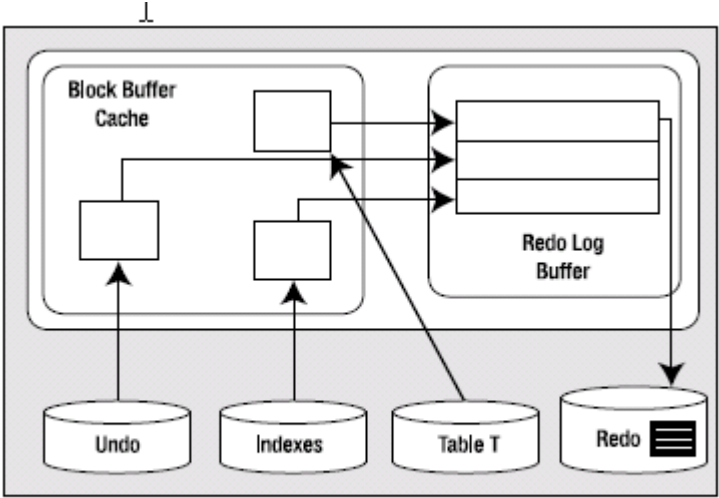 Block Buffer
Cache
Redo Log
Buffer
Undo
Indexes
Table T
Redo